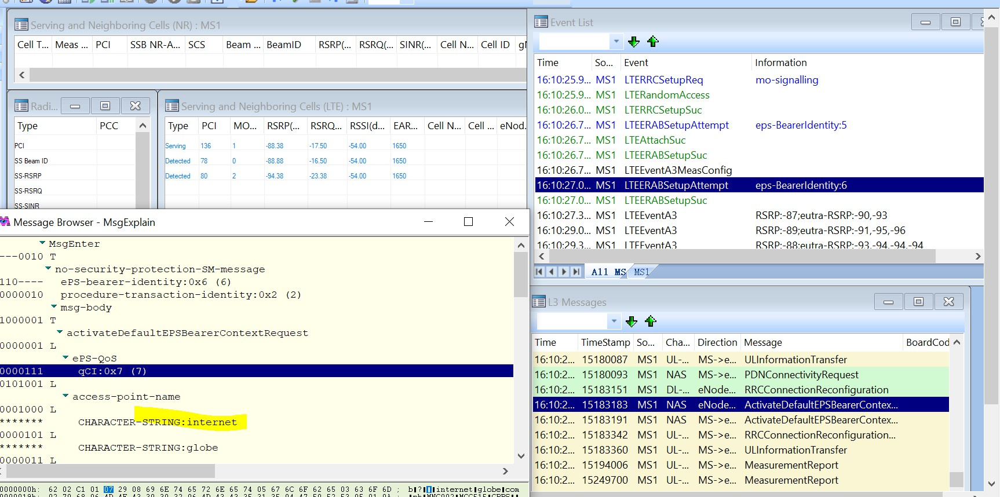 Serving and Neighboring Cells (NR) : MS1
Cell T... Meas ... PCI SSB NR-A... SCS Beam ... BeamID RSRP(... RSRQ(... SINR(... Cell N... Cell ID
Radi...
Type PCC
PCI
SS Beam ID
SS-RSRP
SS-RSRQ
SS-SINR
Serving and Neighboring Cells (LTE) : MS1
Type PCI MO... RSRP(... RSRQ... RSSI(d... EAR... Cell N... Cell ... eNod.
Serving 136 1 -88.38 -17.50 -54.00 1650
Detected 78 0 -88.88 -16.50 -54.00 1650
Detected 80 2 -94.38 -23.38 -54.00 1650
Message Browser - MsgExplain
MsgEnter
---0010 T
no-security-protection-SM-message
110---- ePS-bearer-identity:0x6 (6)
0000010 procedure-transaction-identity:0x2 (2)
msg-body
1000001 T
activateDefaultEPSBearerContextRequest
0000001 L
ePS-QoS
0000111 qCI:0x7 (7)
0101001 L
access-point-name
0001000 L
******* CHARACTER-STRING:internet
0000101 L
******* CHARACTER-STRING:globe
0000011 L
0000000h: 62 02 C1 01 07 29 08 69 6E 74 65 72 6E 65 74 05 67 6C 6F 62 65 03 63 6F 6D ;
Event List
Time So... Event Information
16:10:25.9... MS1 LTERRCSetupReq mo-signalling
16:10:25.9... MS1 LTERandomAccess
16:10:26.0... MS1 LTERRCSetupSuc
16:10:26.7... MS1 LTEERABSetupAttempt eps-BearerIdentity:5
16:10:26.7... MS1 LTEAttachSuc
16:10:26.7... MS1 LTEERABSetupSuc
16:10:26.7... MS1 LTEEventA3MeasConfig
16:10:27.0... MS1 LTEERABSetupAttempt eps-BearerIdentity:6
16:10:27.0... MS1 LTEERABSetupSuc
16:10:27.3... MS1 LTEEventA3 RSRP:-87;eutra-RSRP:-90,-93
16:10:29.0... MS1 LTEEventA3 RSRP:-89;eutra-RSRP:-91,-95,-96
16:10:29.3... MS1 LTEEventA3 RSRP:-88;eutra-RSRP:-93,-94,-94,-94
All MS MS1
L3 Messages
Time TimeStamp So... Cha... Direction Message BoardCod
16:10:2... 15180087 MS1 UL-... MS->e... ULInformationTransfer
16:10:2... 15180093 MS1 NAS MS->e... PDNConnectivityRequest
16:10:2... 15183151 MS1 DL-... eNode... RRCConnectionReconfiguration
16:10:2... 15183183 MS1 NAS eNode... ActivateDefaultEPSBearerContex...
16:10:2... 15183191 MS1 NAS MS->e... ActivateDefaultEPSBearerContex...
16:10:2... 15183342 MS1 UL-... MS->e... RRCConnectionReconfiguration...
16:10:2... 15183360 MS1 UL-... MS->e... ULInformationTransfer
16:10:2... 15194006 MS1 UL-... MS->e... MeasurementReport
16:10:2... 15249700 MS1 UL-... MS->e... MeasurementReport